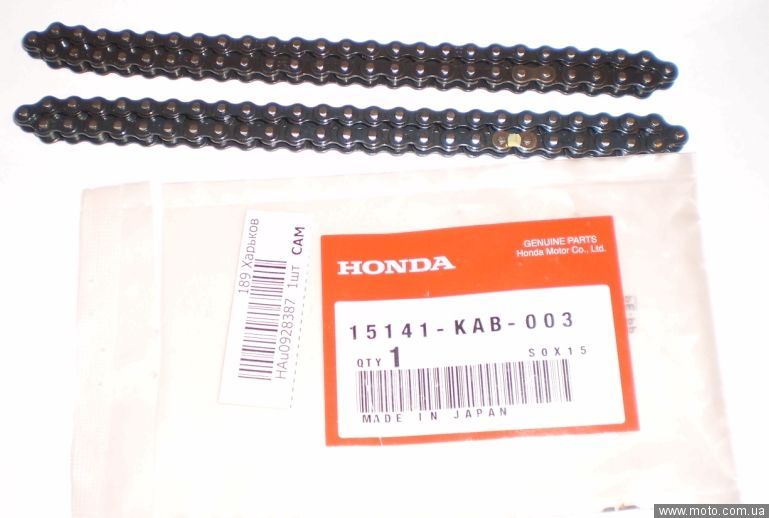 189 Харьков
HAu0928387 1шт САМ
HONDA
GENUINE PARTS
Honda Motor Co., Ltd.
15141-KAB-003
QTY 1
SOX15
MADE IN JAPAN
www.moto.com.ua